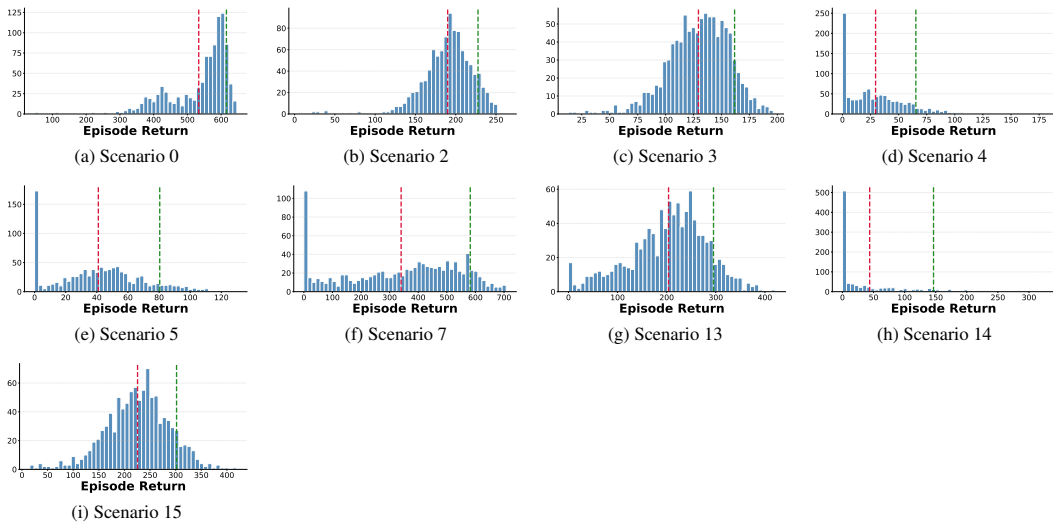 125
100
75
50
25
0
100 200 300 400 500 600
Episode Return
(a) Scenario 0
80
60
40
20
0
0 50 100 150 200 250
Episode Return
(b) Scenario 2
50
40
30
20
10
0
25 50 75 100 125 150 175 200
Episode Return
(c) Scenario 3
250
200
150
100
50
0
0 25 50 75 100 125 150 175
Episode Return
(d) Scenario 4
150
100
50
0
0 20 40 60 80 100 120
Episode Return
(e) Scenario 5
100
80
60
40
20
0
0 100 200 300 400 500 600 700
Episode Return
(f) Scenario 7
60
40
20
0
0 100 200 300 400
Episode Return
(g) Scenario 13
500
400
300
200
100
0
0 50 100 150 200 250 300
Episode Return
(h) Scenario 14
60
40
20
0
0 50 100 150 200 250 300 350 400
Episode Return
(i) Scenario 15